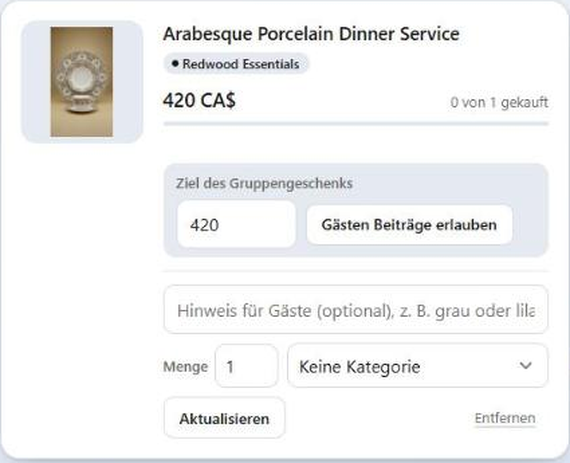 Arabesque Porcelain Dinner Service
Redwood Essentials
420 CA$
0 von 1 gekauft
Ziel des Gruppengeschenks
420
Gästen Beiträge erlauben
Hinweis für Gäste (optional), z. B. grau oder lila
Menge 1 Keine Kategorie
Aktualisieren
Entfernen